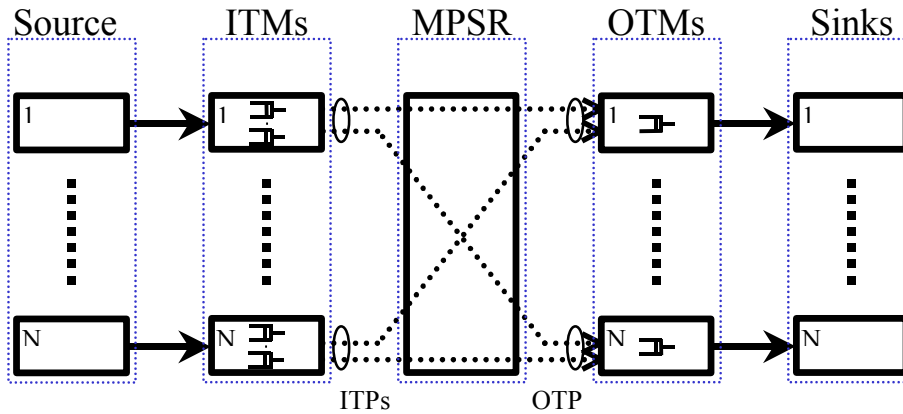 Source ITMs MPSR OTMs Sinks
1 1 1 1
N N N N
ITPs OTP